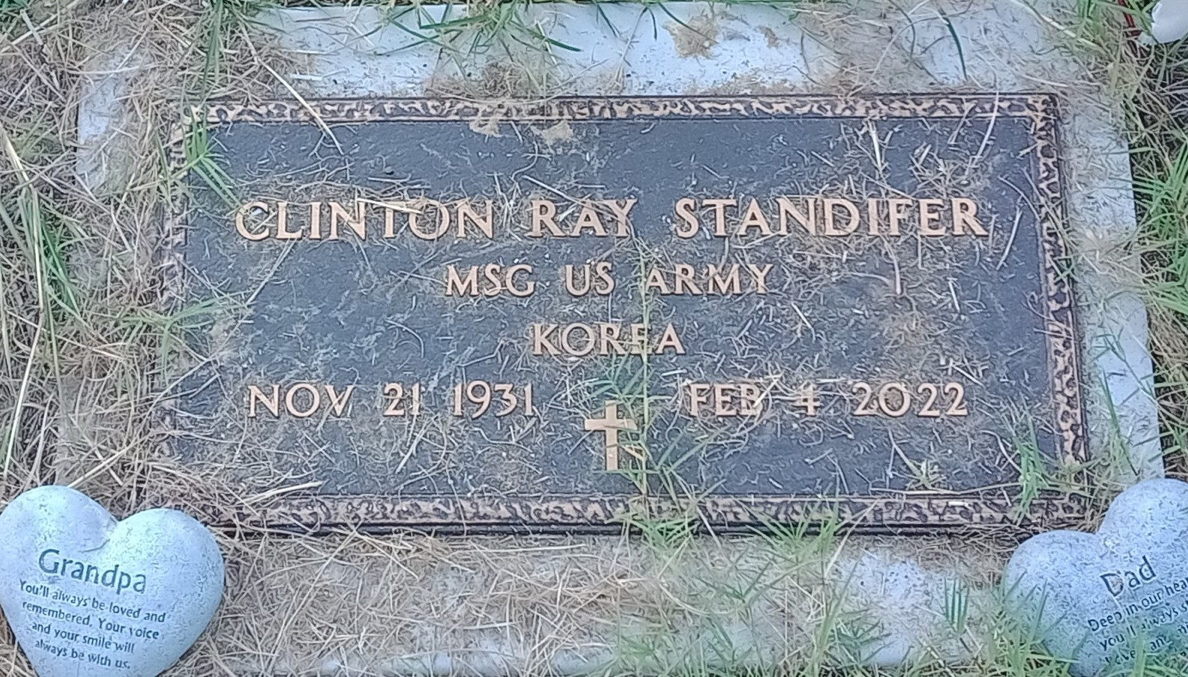 CLINTON RAY STANDIFER
MSG US ARMY
KOREA
NOV 21 1931 FEB 4 2022
Grandpa
You'll always be loved and
remembered. Your voice
and your smile will
always be with us.
Dad
Deep in our
you